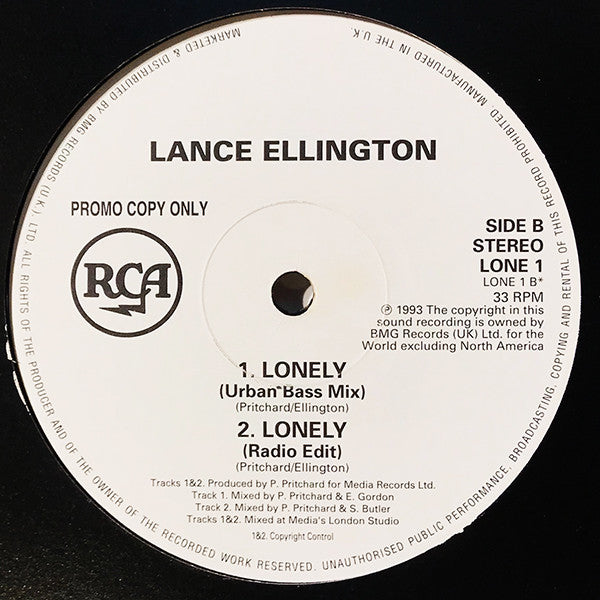 MARKETED & DISTRIBUTED BY BMG RECORDS (U.K.), LTD ALL RIGHTS OF THE PRODUCER AND OF THE OWNER OF THE RECORDED WORK RESERVED. UNAUTHORISED PUBLIC PERFORMANCE, BROADCASTING, COPYING AND RENTAL OF THIS RECORD PROHIBITED. MANUFACTURED IN THE U.K.
LANCE ELLINGTON
PROMO COPY ONLY
RCA
SIDE B
STEREO
LONE 1
LONE 1 B*
33 RPM
℗ 1993 The copyright in this
sound recording is owned by
BMG Records (UK) Ltd. for the
World excluding North America
1. LONELY
(Urban Bass Mix)
(Pritchard/Ellington)
2. LONELY
(Radio Edit)
(Pritchard/Ellington)
Tracks 1&2. Produced by P. Pritchard for Media Records Ltd.
Track 1. Mixed by P. Pritchard & E. Gordon
Track 2. Mixed by P. Pritchard & S. Butler
Tracks 1&2. Mixed at Media's London Studio
1&2. Copyright Control